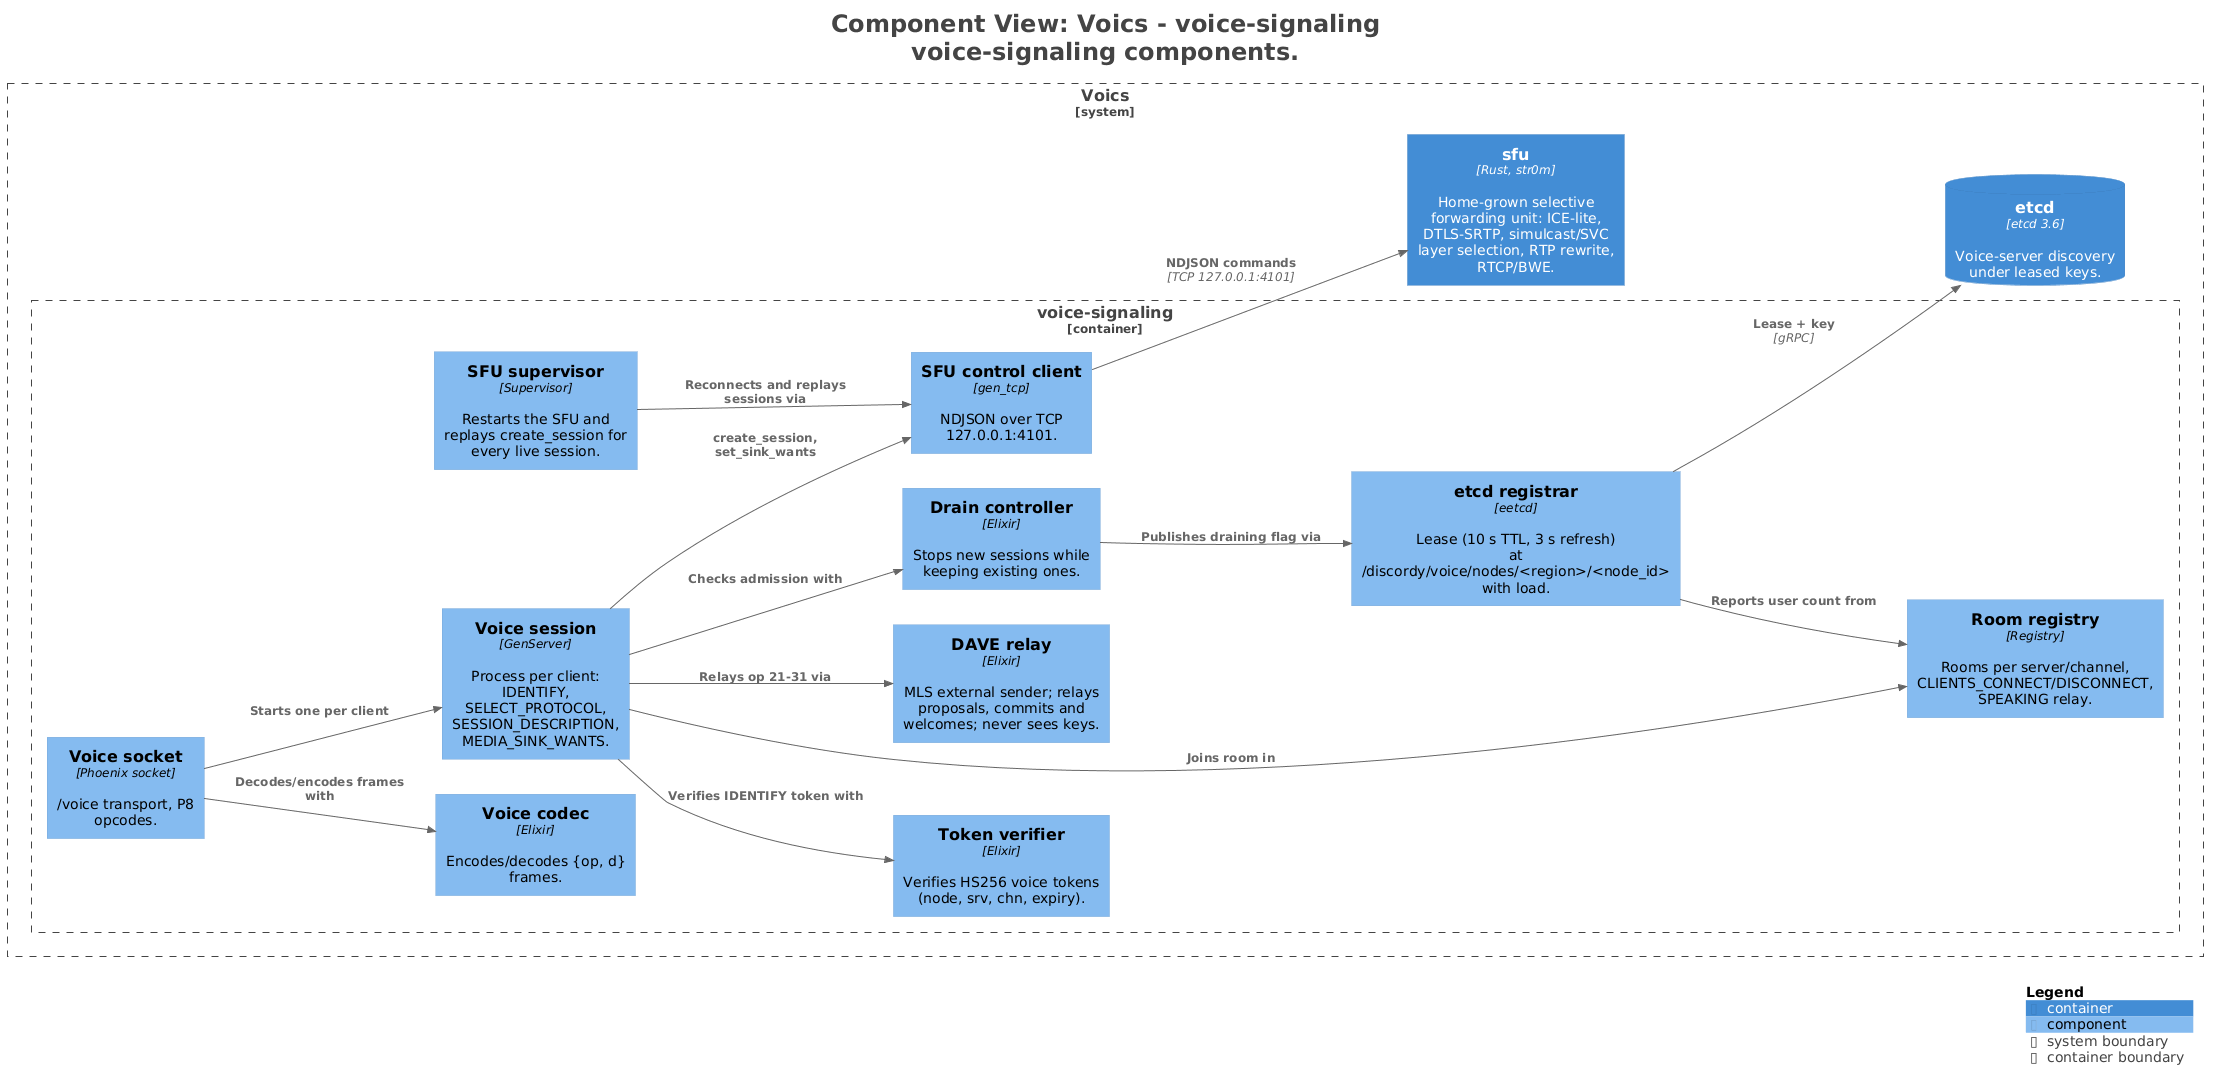 Component View: Voics - voice-signaling
voice-signaling components.
Voics
[system]
sfu
[Rust, str0m]
Home-grown selective
forwarding unit: ICE-lite,
DTLS-SRTP, simulcast/SVC
layer selection, RTP rewrite,
RTCP/BWE.
etcd
[etcd 3.6]
Voice-server discovery
under leased keys.
NDJSON commands
[TCP 127.0.0.1:4101]
voice-signaling
[container]
Lease + key
[gRPC]
SFU supervisor
[Supervisor]
Restarts the SFU and
replays create_session for
every live session.
Reconnects and replays
sessions via
SFU control client
[gen_tcp]
NDJSON over TCP
127.0.0.1:4101.
create_session,
set_sink_wants
Drain controller
[Elixir]
Stops new sessions while
keeping existing ones.
Publishes draining flag via
etcd registrar
[eetcd]
Lease (10 s TTL, 3 s refresh)
at
/discordy/voice/nodes/<region>/<node_id>
with load.
Checks admission with
Reports user count from
Room registry
[Registry]
Rooms per server/channel,
CLIENTS_CONNECT/DISCONNECT,
SPEAKING relay.
Voice session
[GenServer]
Process per client:
IDENTIFY,
SELECT_PROTOCOL,
SESSION_DESCRIPTION,
MEDIA_SINK_WANTS.
Relays op 21-31 via
DAVE relay
[Elixir]
MLS external sender; relays
proposals, commits and
welcomes; never sees keys.
Starts one per client
Joins room in
Voice socket
[Phoenix socket]
/voice transport, P8
opcodes.
Decodes/encodes frames
with
Verifies IDENTIFY token with
Voice codec
[Elixir]
Encodes/decodes {op, d}
frames.
Token verifier
[Elixir]
Verifies HS256 voice tokens
(node, srv, chn, expiry).
Legend
container
component
system boundary
container boundary